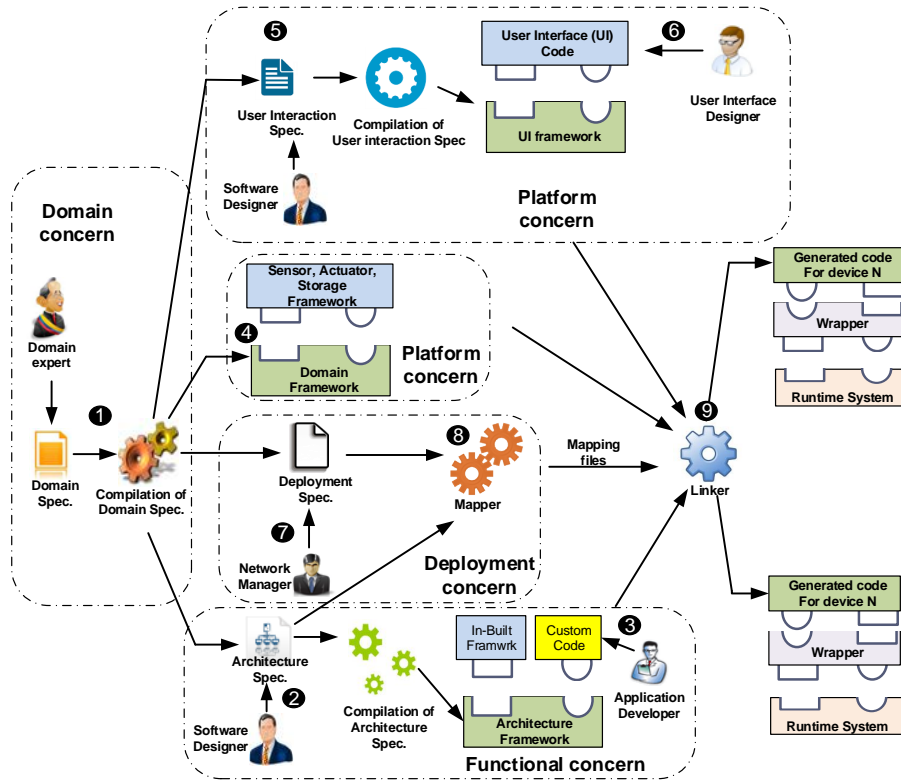 5
User Interaction
Spec.
Compilation of
User interaction Spec
User Interface (UI)
Code
UI framework
6
User Interface
Designer
Software
Designer
Platform
concern
Domain
concern
Domain
expert
1
Domain
Spec.
Compilation of
Domain Spec.
Sensor, Actuator,
Storage
Framework
4
Domain
Framework
Platform
concern
Deployment
Spec.
7
Network
Manager
8
Mapper
Deployment
concern
Mapping
files
9
Linker
Generated code
For device N
Wrapper
Runtime System
Architecture
Spec.
2
Software
Designer
Compilation of
Architecture
Spec.
In-Built
Framwrk
Custom
Code
3
Application
Developer
Architecture
Framework
Functional concern
Generated code
For device N
Wrapper
Runtime System